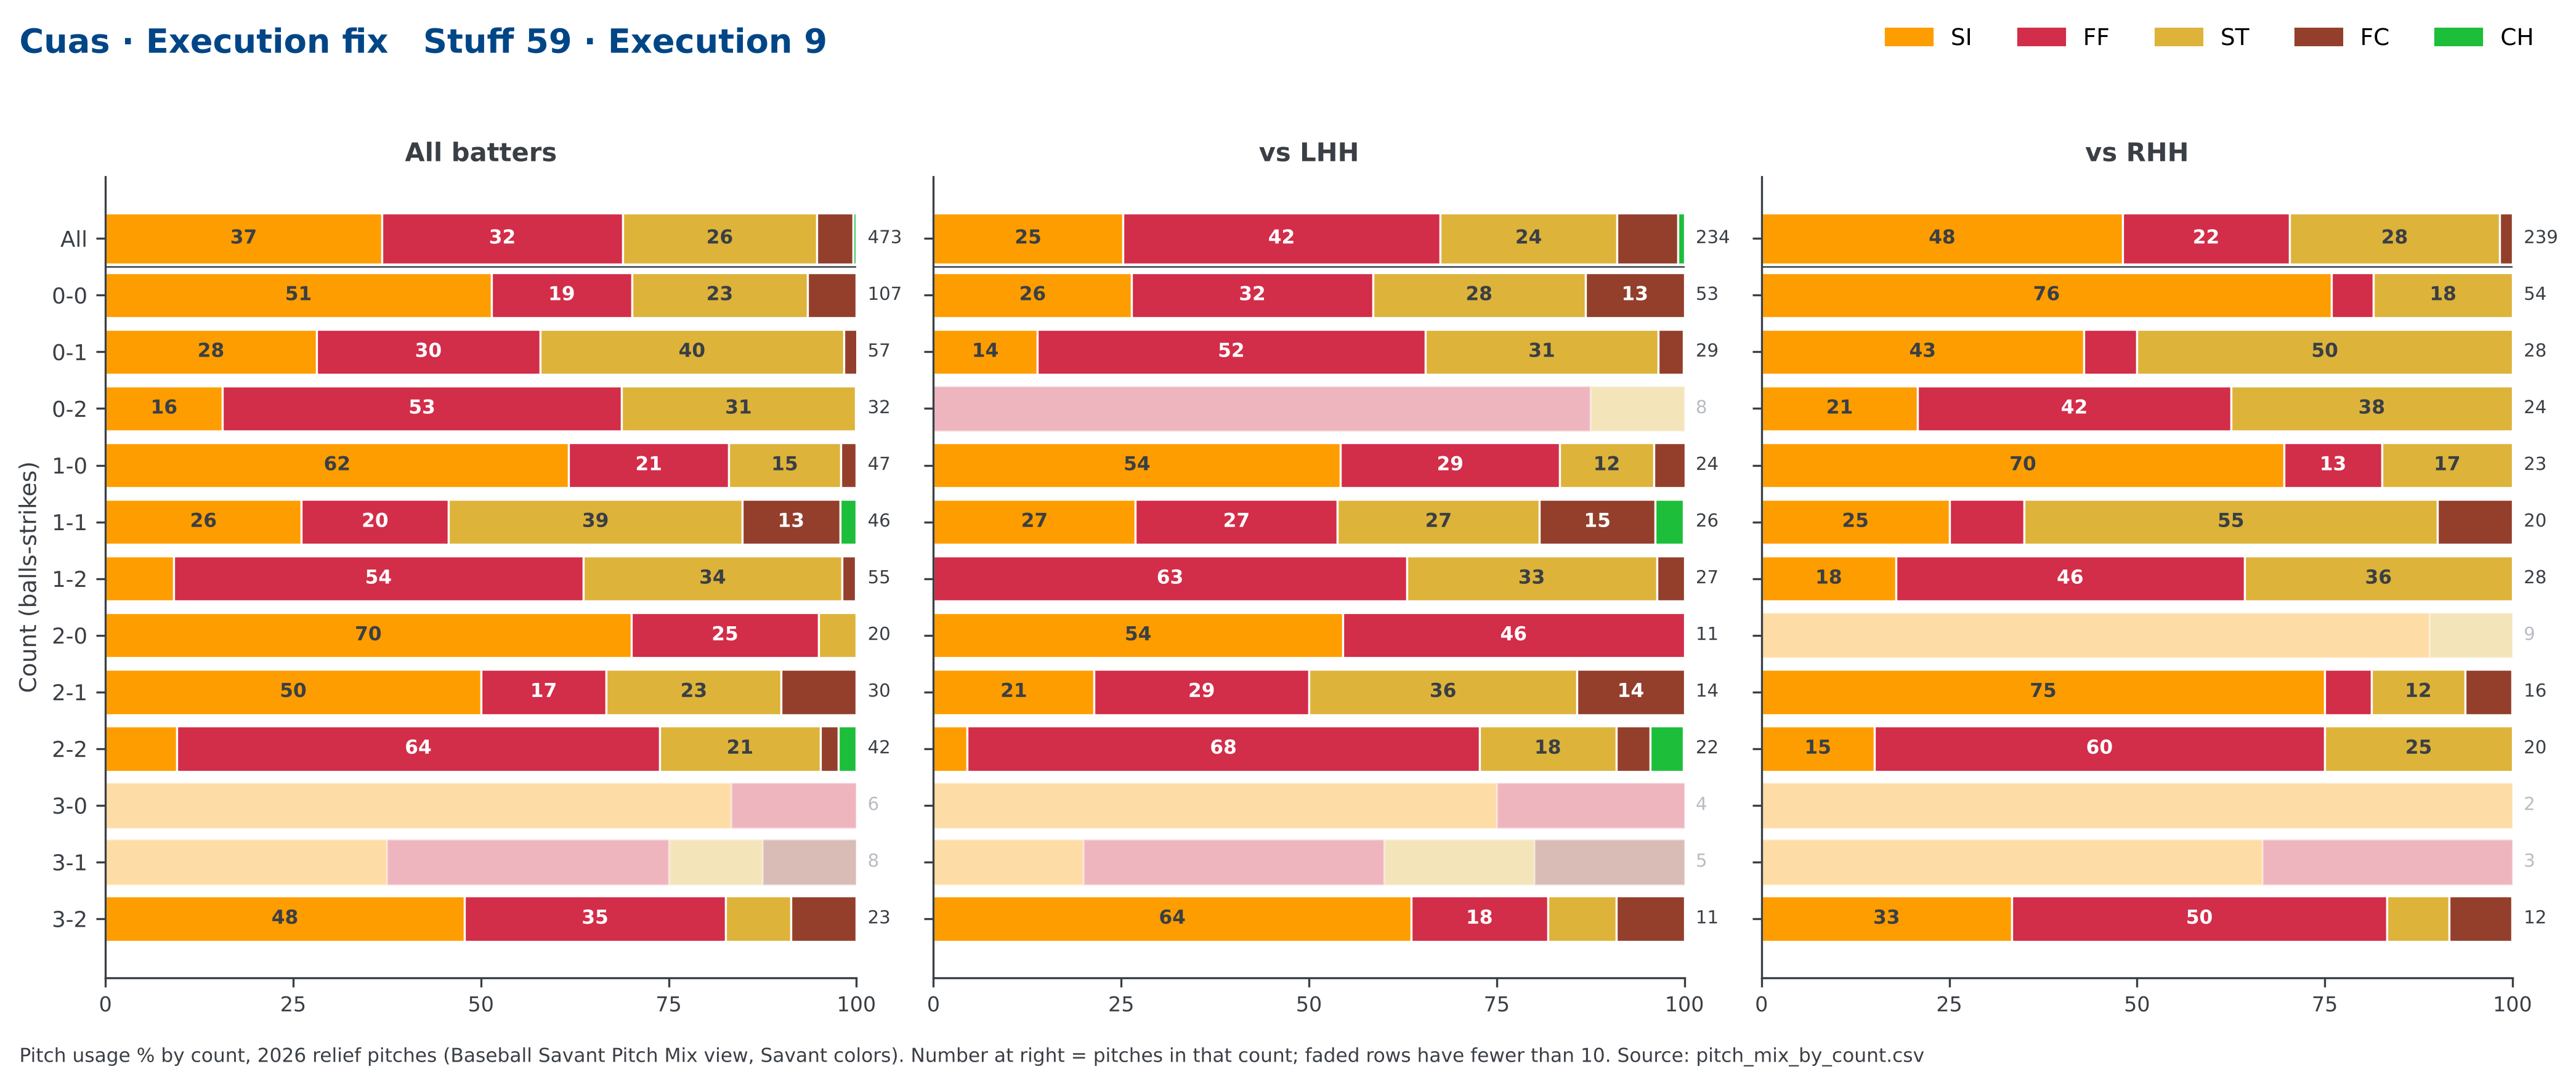 Cuas · Execution fix   Stuff 59 · Execution 9
SI FF ST FC CH
All batters vs LHH vs RHH
Count (balls-strikes)
All 37 32 26 473 25 42 24 234 48 22 28 239
0-0 51 19 23 107 26 32 28 13 53 76 18 54
0-1 28 30 40 57 14 52 31 29 43 50 28
0-2 16 53 31 32 8 21 42 38 24
1-0 62 21 15 47 54 29 12 24 70 13 17 23
1-1 26 20 39 13 46 27 27 27 15 26 25 55 20
1-2 54 34 55 63 33 27 18 46 36 28
2-0 70 25 20 54 46 11 9
2-1 50 17 23 30 21 29 36 14 14 75 12 16
2-2 64 21 42 68 18 22 15 60 25 20
3-0 6 4 2
3-1 8 5 3
3-2 48 35 23 64 18 11 33 50 12
0 25 50 75 100 0 25 50 75 100 0 25 50 75 100
Pitch usage % by count, 2026 relief pitches (Baseball Savant Pitch Mix view, Savant colors). Number at right = pitches in that count; faded rows have fewer than 10. Source: pitch_mix_by_count.csv